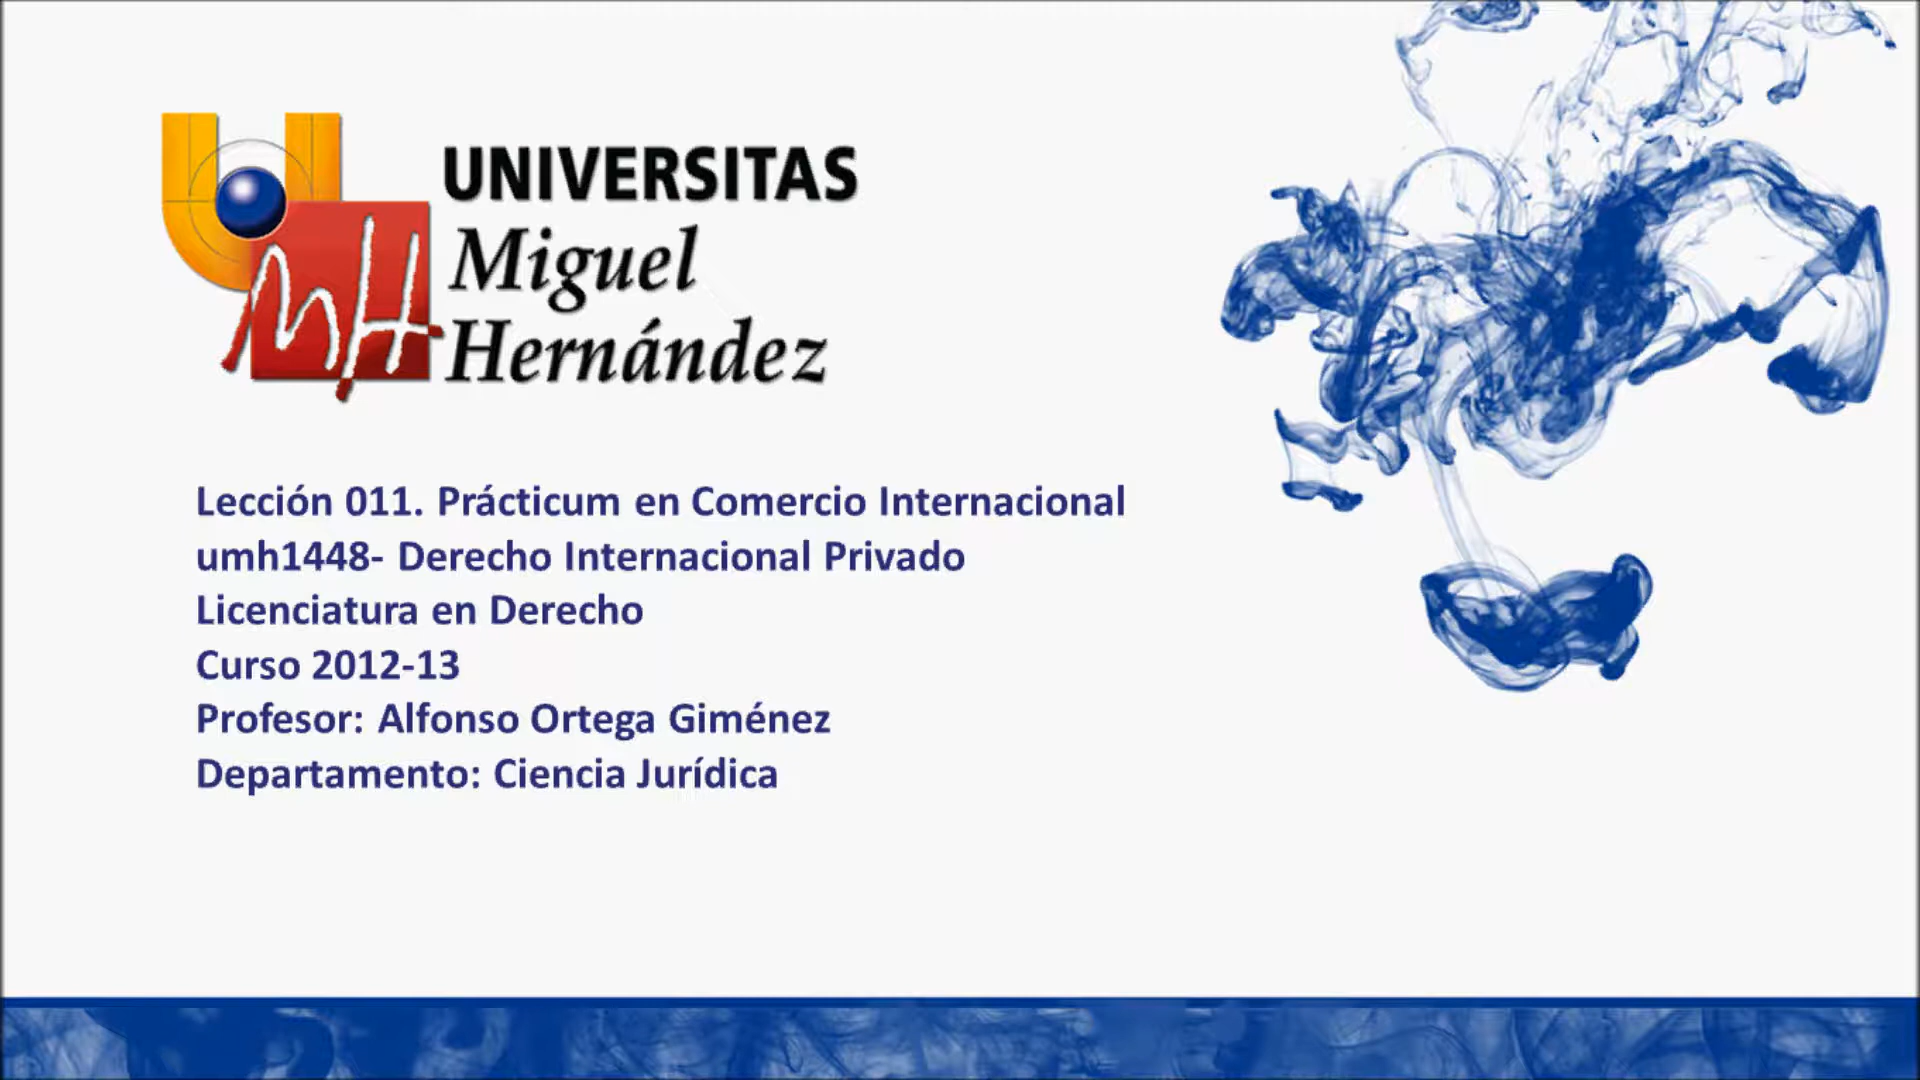 UNIVERSITAS
Miguel
Hernández
MH
Lección 011. Prácticum en Comercio Internacional
umh1448- Derecho Internacional Privado
Licenciatura en Derecho
Curso 2012-13
Profesor: Alfonso Ortega Giménez
Departamento: Ciencia Jurídica